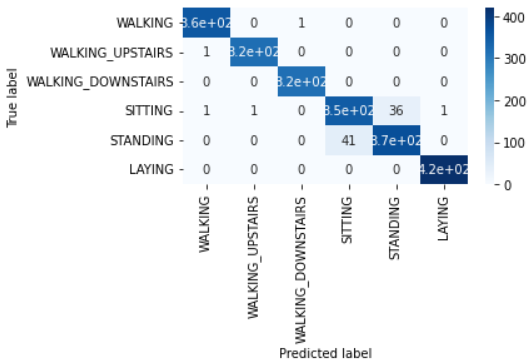 True label
WALKING 3.6e+02 0 1 0 0 0
WALKING_UPSTAIRS 1 3.2e+02 0 0 0 0
WALKING_DOWNSTAIRS 0 0 3.2e+02 0 0 0
SITTING 1 1 0 3.5e+02 36 1
STANDING 0 0 0 41 3.7e+02 0
LAYING 0 0 0 0 0 4.2e+02
WALKING
WALKING_UPSTAIRS
WALKING_DOWNSTAIRS
SITTING
STANDING
LAYING
Predicted label
400
300
200
100
0